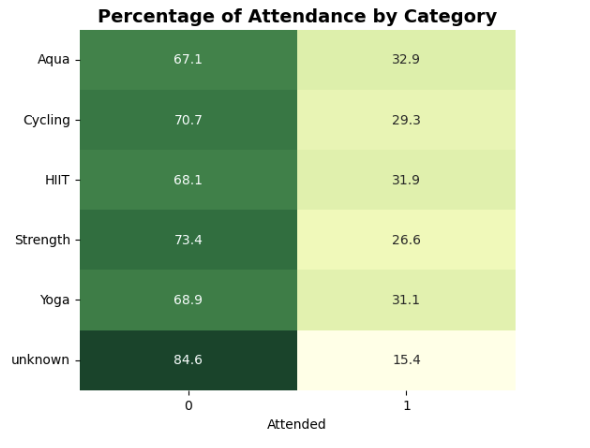 Percentage of Attendance by Category
Aqua 67.1 32.9
Cycling 70.7 29.3
HIIT 68.1 31.9
Strength 73.4 26.6
Yoga 68.9 31.1
unknown 84.6 15.4
0 1
Attended